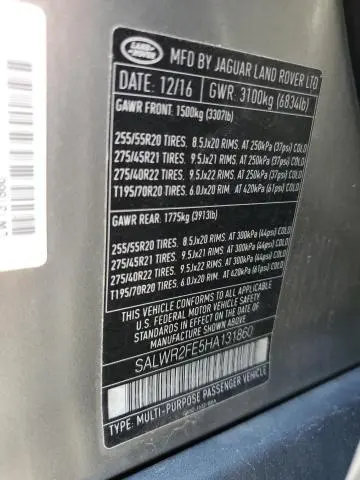 LAND ROVER
MFD BY JAGUAR LAND ROVER LTD
DATE: 12/16 GWR: 3100kg (6834lb)
GAWR FRONT: 1500kg (3307lb)
255/55R20 TIRES. 8.5Jx20 RIMS. AT 250kPa (37psi) COLD
275/45R21 TIRES. 9.5Jx21 RIMS. AT 250kPa (37psi) COLD
275/40R22 TIRES. 9.5Jx22 RIMS. AT 250kPa (37psi) COLD
T195/70R20 TIRES. 6.0Jx20 RIM. AT 420kPa (61psi) COLD
GAWR REAR: 1775kg (3913lb)
255/55R20 TIRES. 8.5Jx20 RIMS. AT 300kPa (44psi) COLD
275/45R21 TIRES. 9.5Jx21 RIMS. AT 300kPa (44psi) COLD
275/40R22 TIRES. 9.5Jx22 RIMS. AT 300kPa (44psi) COLD
T195/70R20 TIRES. 6.0Jx20 RIM. AT 420kPa (61psi) COLD
THIS VEHICLE CONFORMS TO ALL APPLICABLE
U.S. FEDERAL MOTOR VEHICLE SAFETY
STANDARDS IN EFFECT ON THE DATE OF
MANUFACTURE SHOWN ABOVE.
SALWR2FE5HA131860
TYPE: MULTI-PURPOSE PASSENGER VEHICLE